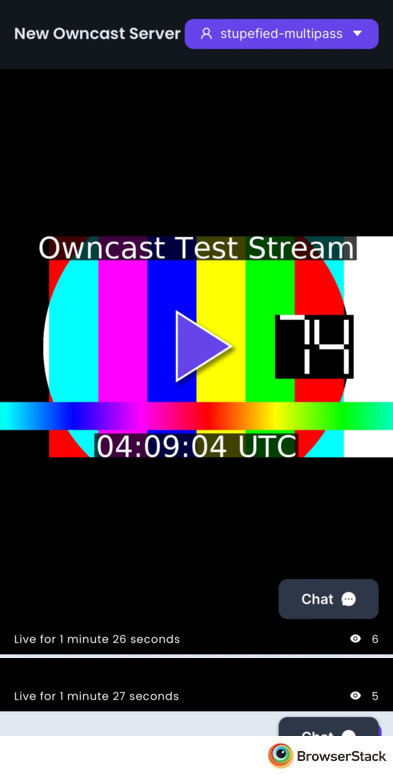 New Owncast Server
stupefied-multipass
Owncast Test Stream
74
04:09:04 UTC
Chat
Live for 1 minute 26 seconds
6
Live for 1 minute 27 seconds
5
Chat
BrowserStack